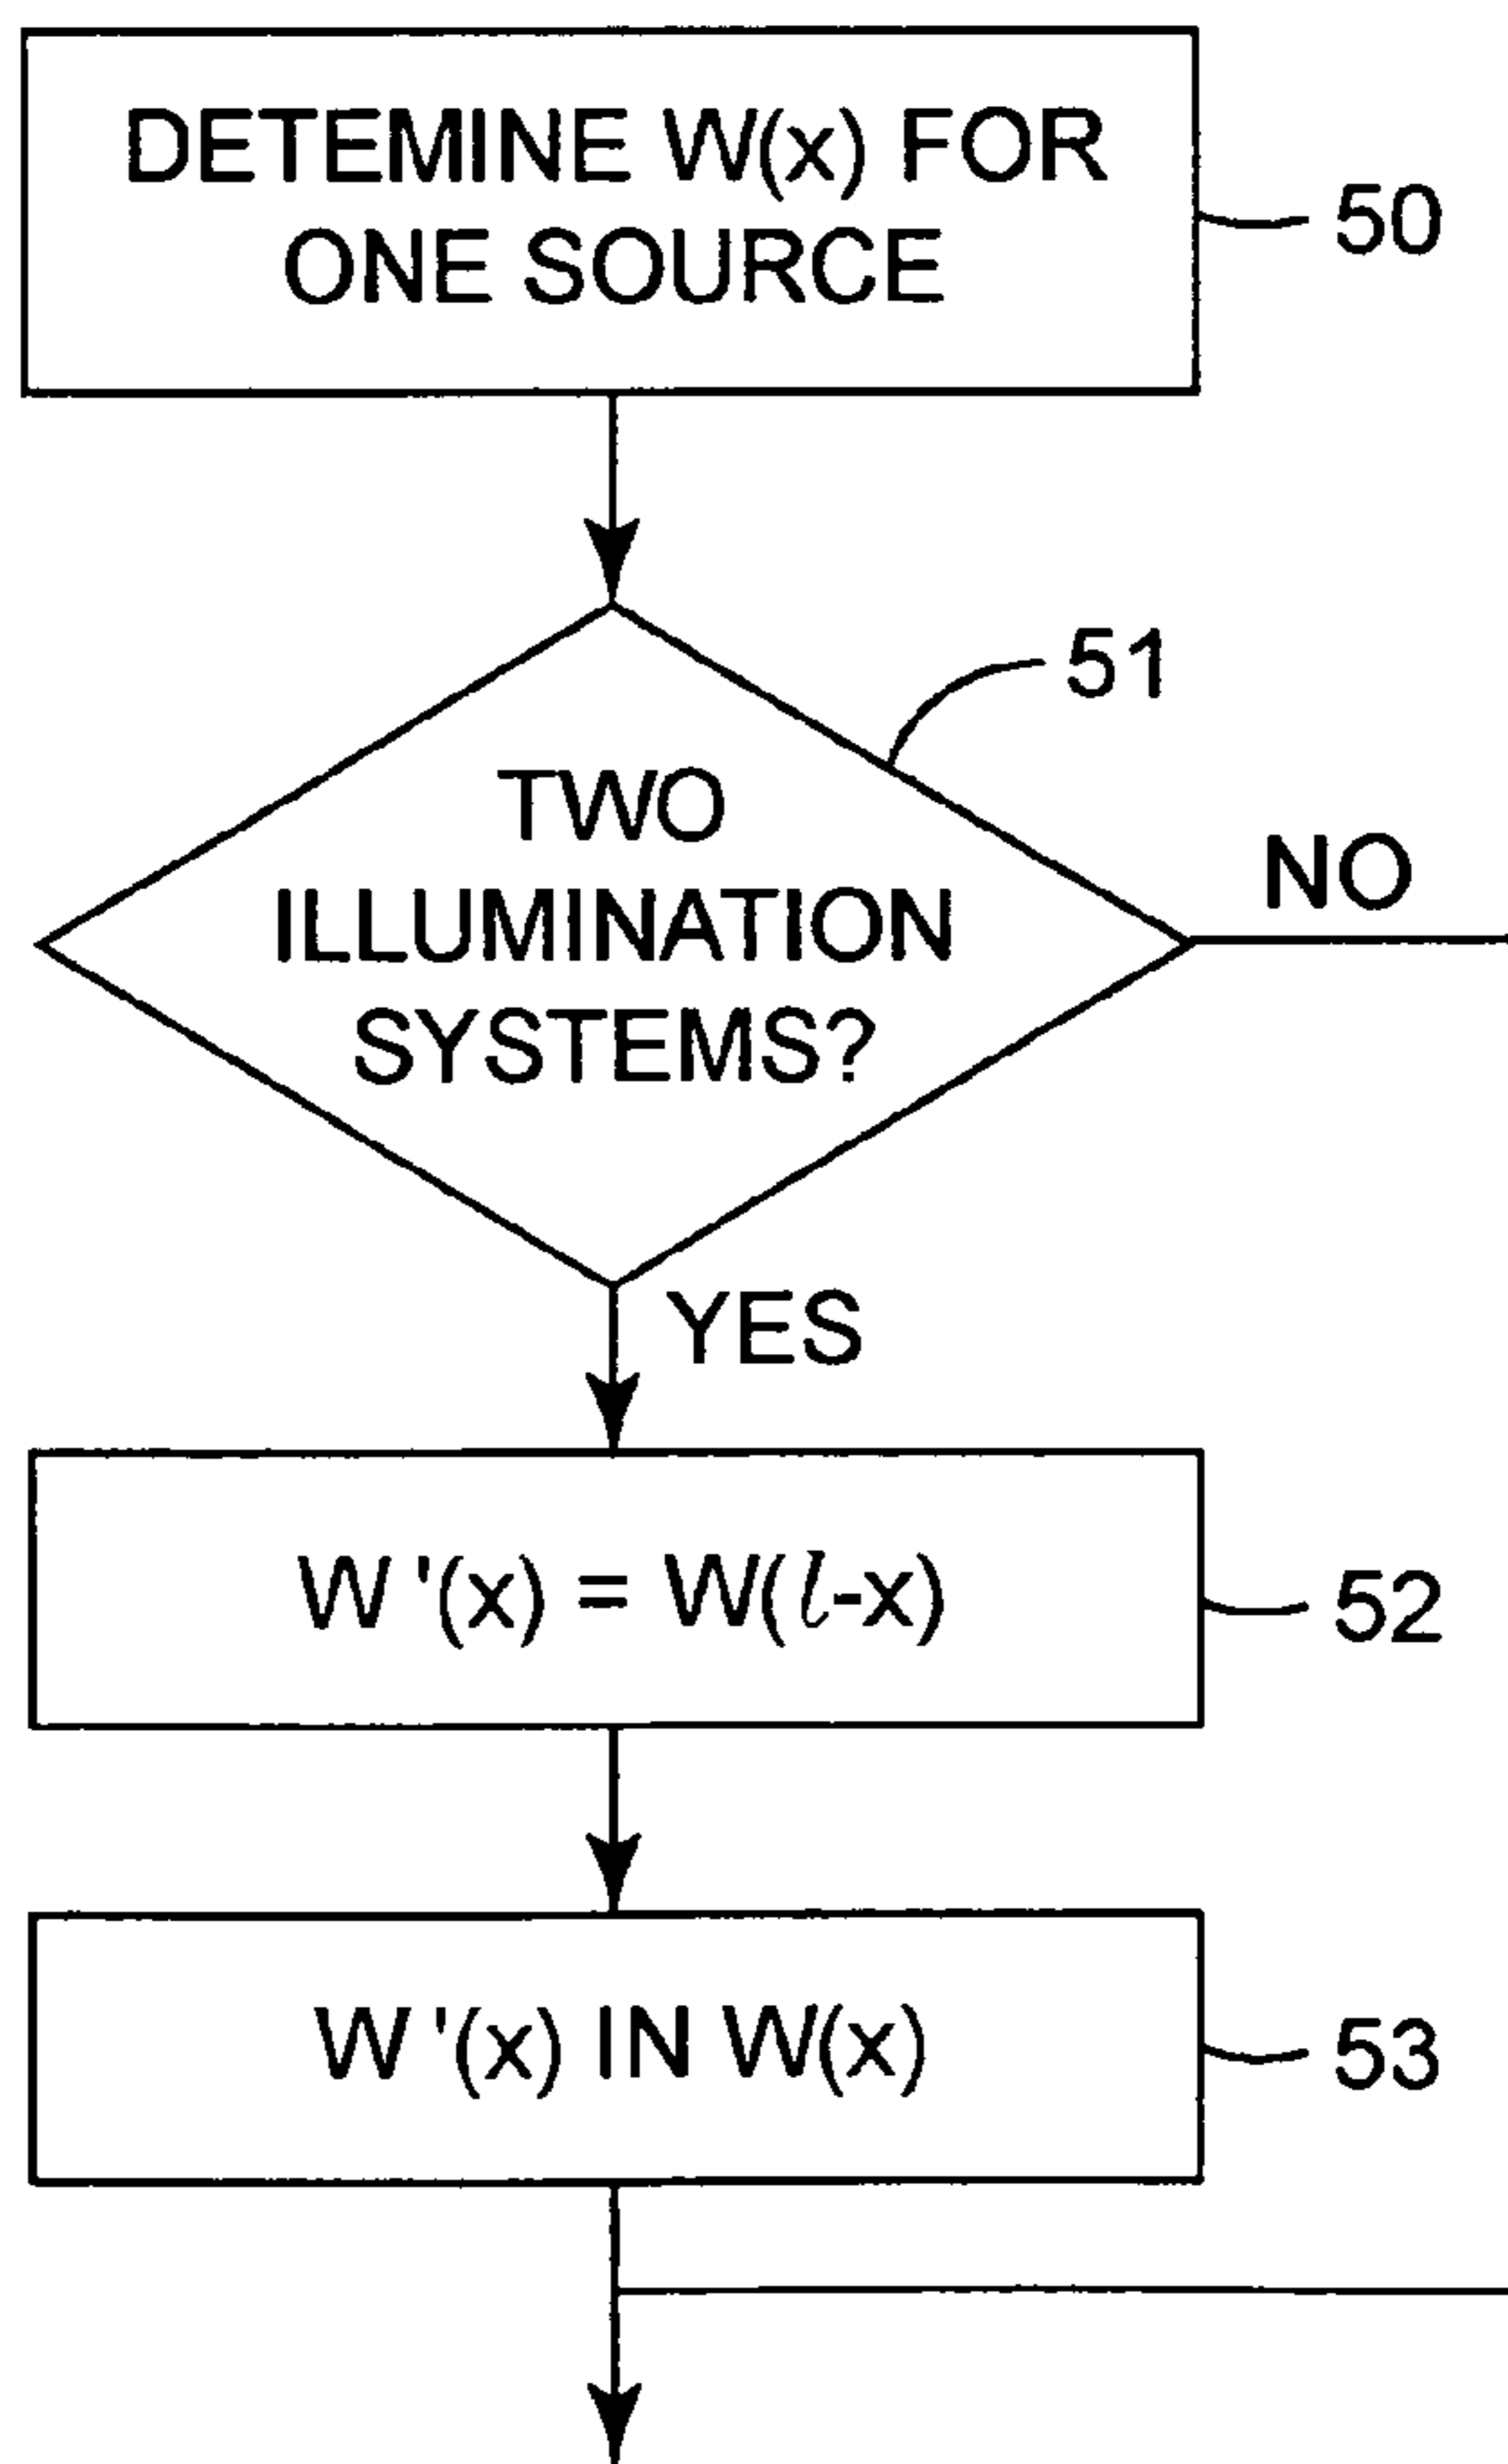 DETEMINE W(x) FOR
ONE SOURCE
50
51
TWO
ILLUMINATION
SYSTEMS?
NO
YES
W '(x) = W(ℓ-x)
52
W '(x) IN W(x)
53